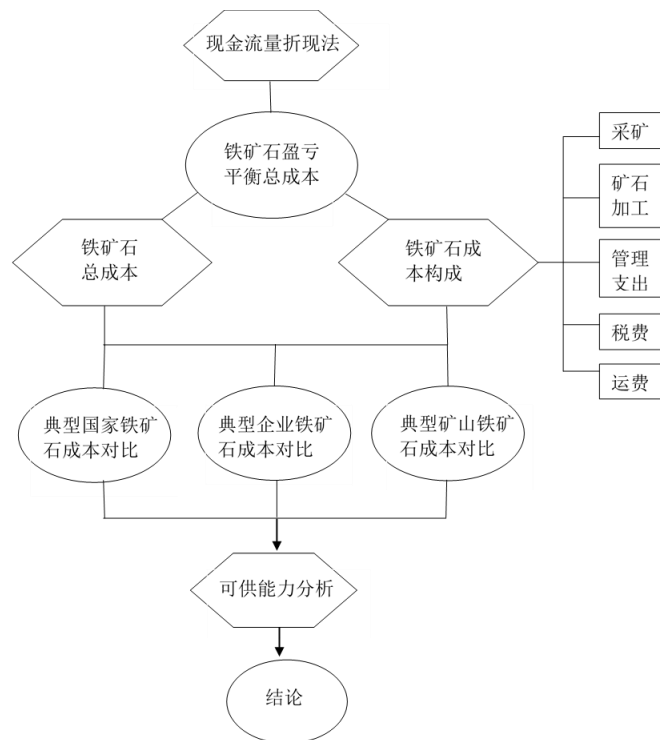 现金流量折现法
铁矿石盈亏
平衡总成本
铁矿石
总成本
铁矿石成
本构成
采矿
矿石
加工
管理
支出
税费
运费
典型国家铁矿
石成本对比
典型企业铁矿
石成本对比
典型矿山铁矿
石成本对比
可供能力分析
结论